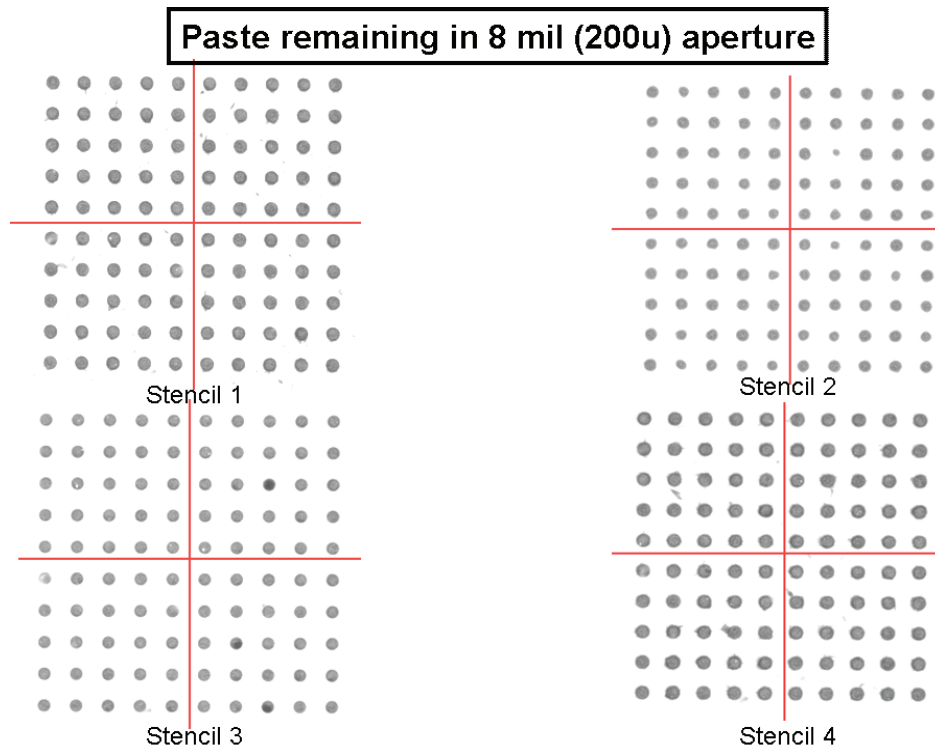 Paste remaining in 8 mil (200u) aperture
Stencil 1
Stencil 2
Stencil 3
Stencil 4